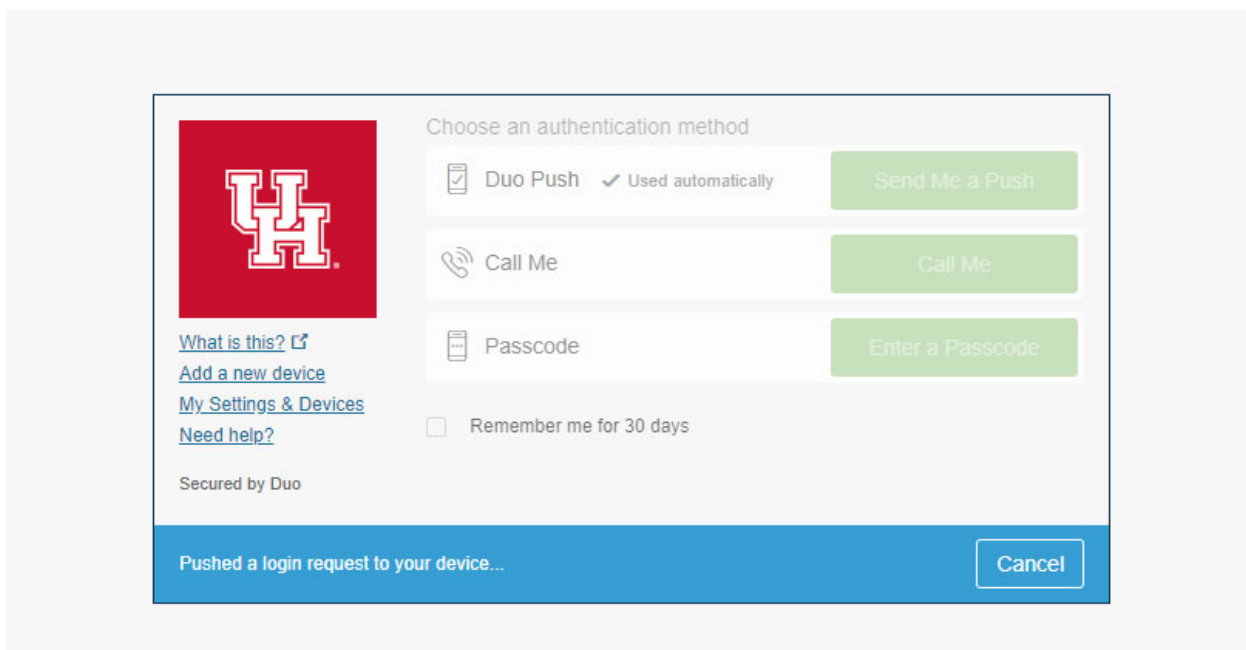 UH.
Choose an authentication method
Duo Push ✓ Used automatically
Send Me a Push
Call Me
Call Me
Passcode
Enter a Passcode
Remember me for 30 days
What is this?
Add a new device
My Settings & Devices
Need help?
Secured by Duo
Pushed a login request to your device...
Cancel